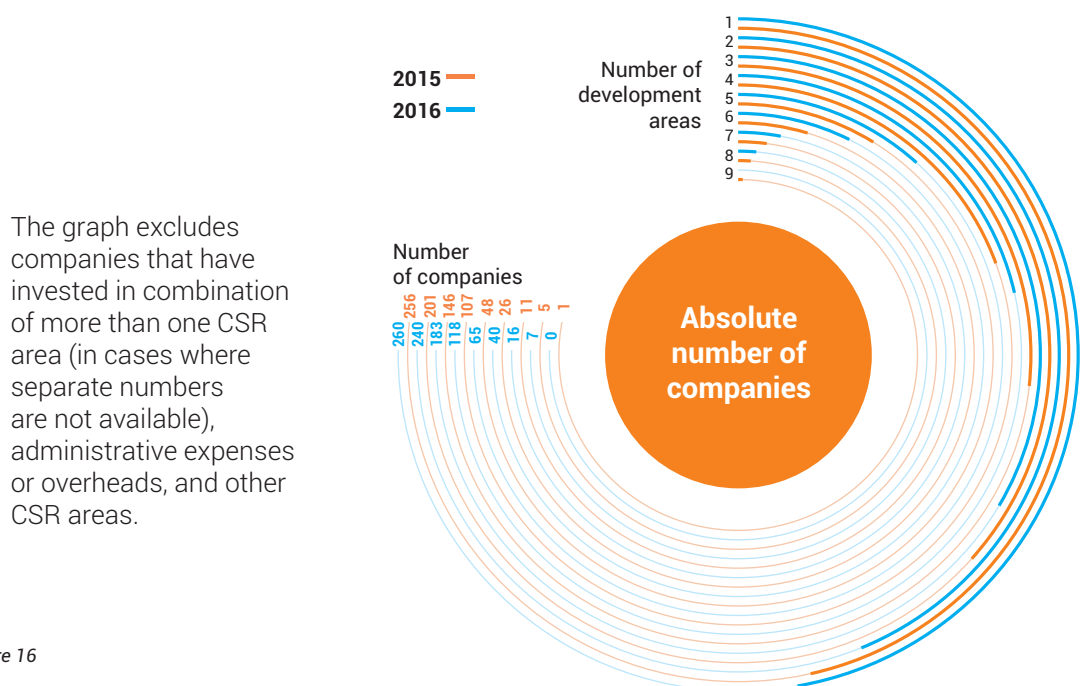 2015
2016
Number of
development
areas
1
2
3
4
5
6
7
8
9
The graph excludes
companies that have
invested in combination
of more than one CSR
area (in cases where
separate numbers
are not available),
administrative expenses
or overheads, and other
CSR areas.
Number
of companies
256 201 146 107 48 26 11 5 1
260 240 183 118 65 40 16 7 0
Absolute
number of
companies
re 16